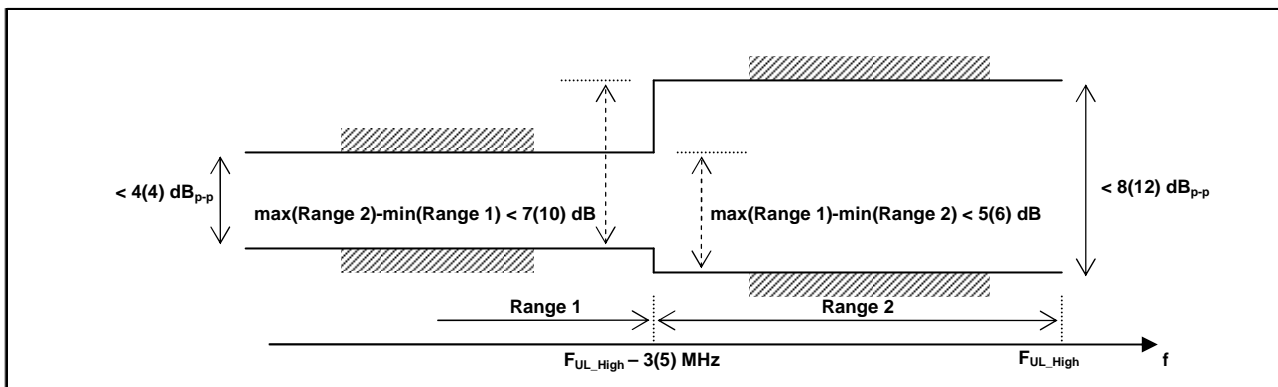 < 4(4) dBp-p
max(Range 2)-min(Range 1) < 7(10) dB
max(Range 1)-min(Range 2) < 5(6) dB
< 8(12) dBp-p
Range 1
Range 2
FUL_High – 3(5) MHz
FUL_High
f